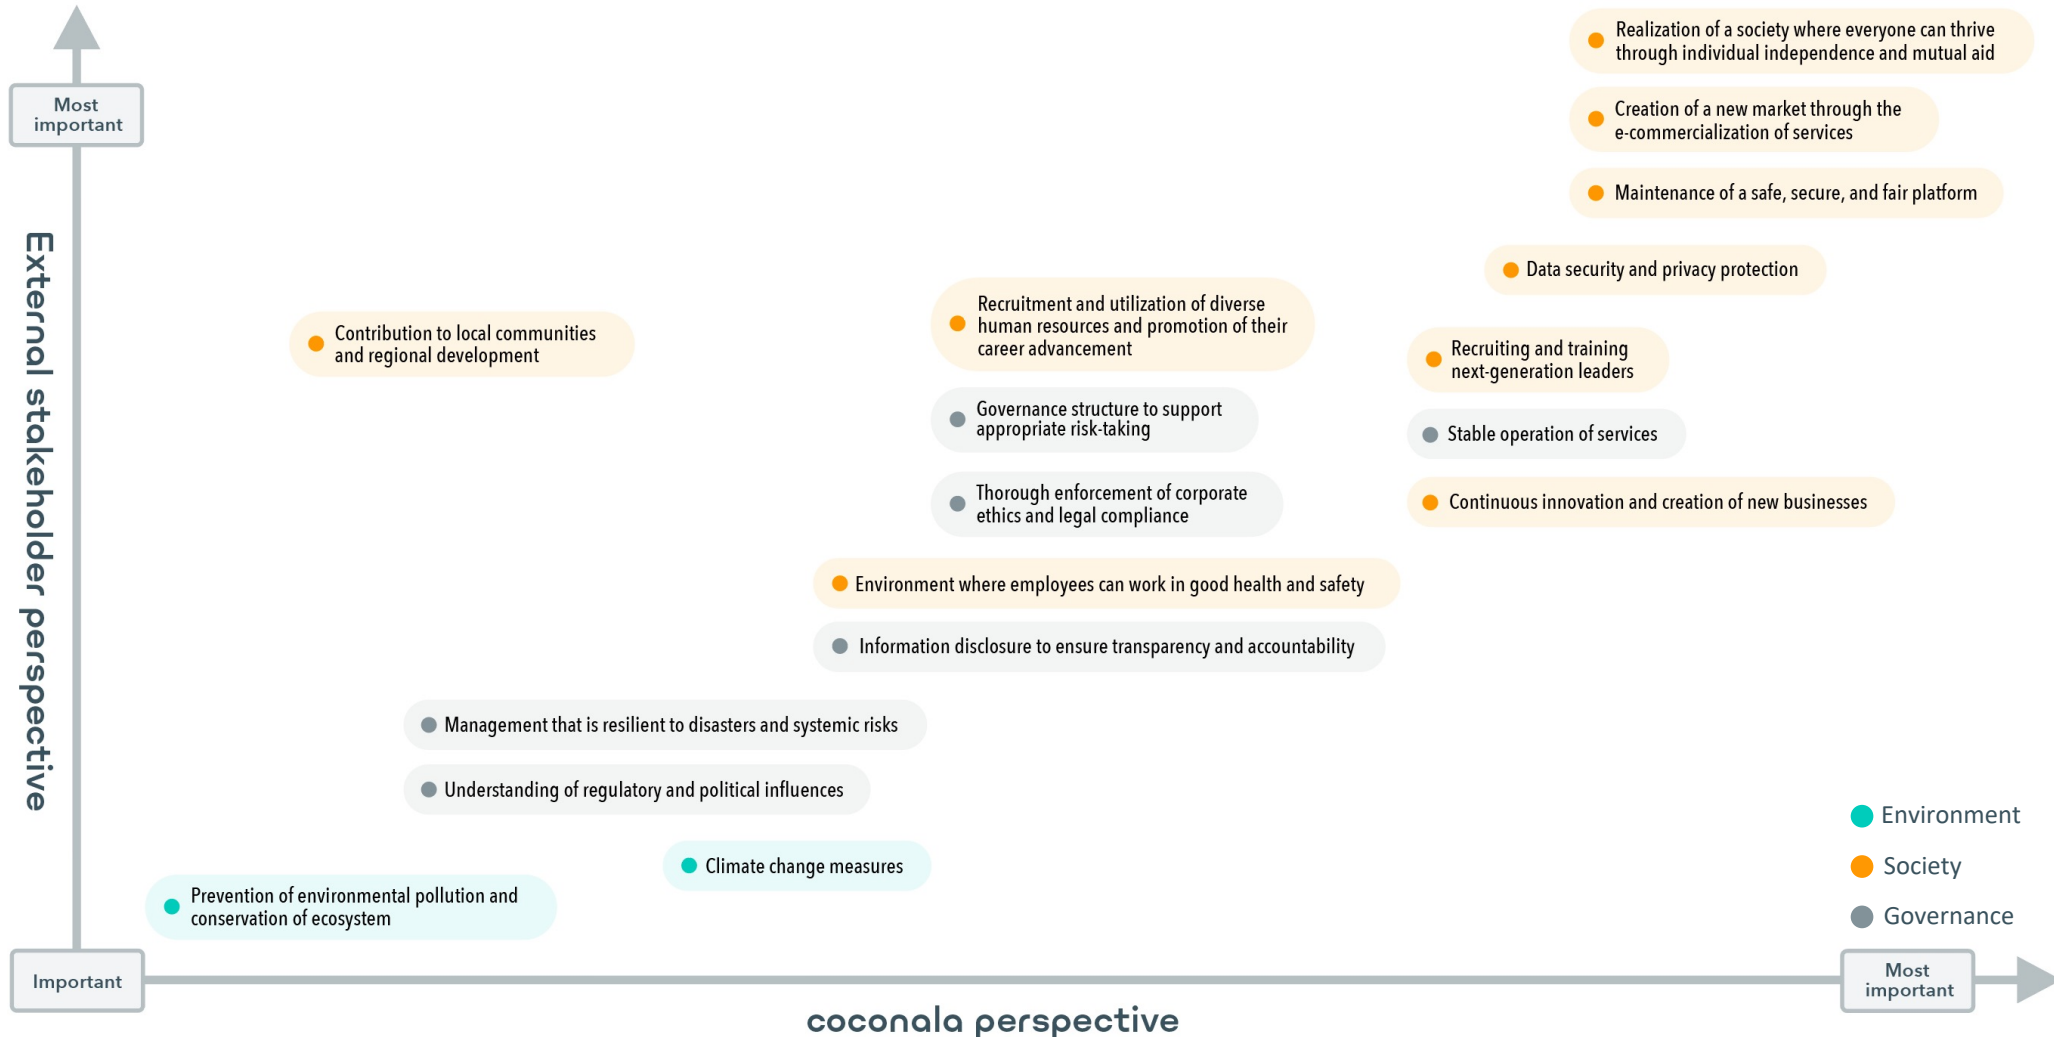 Most
important
External stakeholder perspective
Realization of a society where everyone can thrive
through individual independence and mutual aid
Creation of a new market through the
e-commercialization of services
Maintenance of a safe, secure, and fair platform
Data security and privacy protection
Contribution to local communities
and regional development
Recruitment and utilization of diverse
human resources and promotion of their
career advancement
Recruiting and training
next-generation leaders
Governance structure to support
appropriate risk-taking
Stable operation of services
Thorough enforcement of corporate
ethics and legal compliance
Continuous innovation and creation of new businesses
Environment where employees can work in good health and safety
Information disclosure to ensure transparency and accountability
Management that is resilient to disasters and systemic risks
Understanding of regulatory and political influences
Climate change measures
Prevention of environmental pollution and
conservation of ecosystem
Environment
Society
Governance
Important
Most
important
coconala perspective